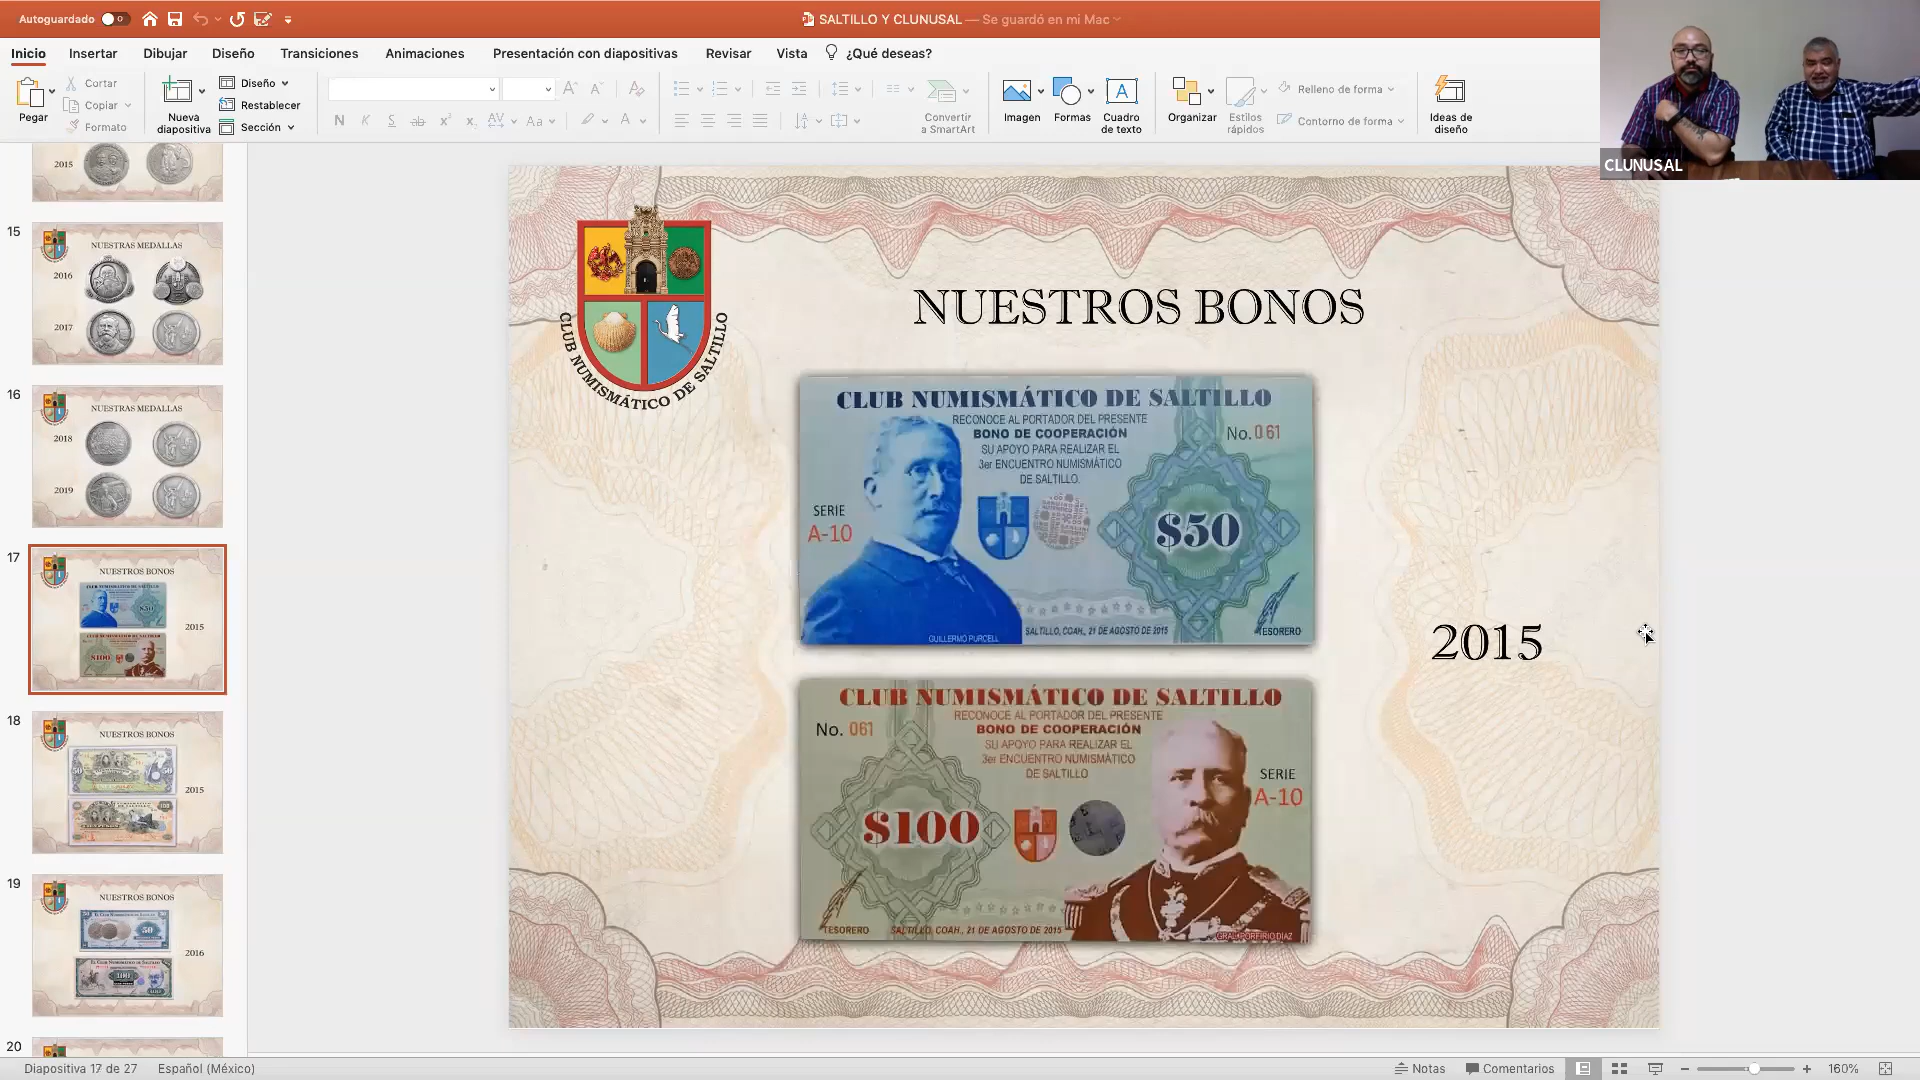 Autoguardado
SALTILLO Y CLUNUSAL — Se guardó en mi Mac
Inicio
Insertar
Dibujar
Diseño
Transiciones
Animaciones
Presentación con diapositivas
Revisar
Vista
¿Qué deseas?
Pegar
Cortar
Copiar
Formato
Nueva
diapositiva
Diseño
Restablecer
Sección
N K S ab x² x₂ AV Aa A
Convertir
a SmartArt
Imagen
Formas
Cuadro
de texto
Organizar
Estilos
rápidos
Relleno de forma
Contorno de forma
Ideas de
diseño
CLUNUSAL
2015
15
NUESTRAS MEDALLAS
2016
2017
16
NUESTRAS MEDALLAS
2018
2019
17
NUESTROS BONOS
2015
18
NUESTROS BONOS
2015
19
NUESTROS BONOS
2016
20
CLUB NUMISMÁTICO DE SALTILLO
NUESTROS BONOS
CLUB NUMISMÁTICO DE SALTILLO
RECONOCE AL PORTADOR DEL PRESENTE
BONO DE COOPERACIÓN
SU APOYO PARA REALIZAR EL
3er ENCUENTRO NUMISMÁTICO
DE SALTILLO.
No. 061
SERIE
A-10
$50
GUILLERMO PURCELL
SALTILLO, COAH., 21 DE AGOSTO DE 2015
TESORERO
2015
CLUB NUMISMÁTICO DE SALTILLO
RECONOCE AL PORTADOR DEL PRESENTE
BONO DE COOPERACIÓN
SU APOYO PARA REALIZAR EL
3er ENCUENTRO NUMISMÁTICO
DE SALTILLO
No. 061
SERIE
A-10
$100
TESORERO
SALTILLO, COAH., 21 DE AGOSTO DE 2015
GRAL. PORFIRIO DIAZ
Diapositiva 17 de 27
Español (México)
Notas
Comentarios
160%